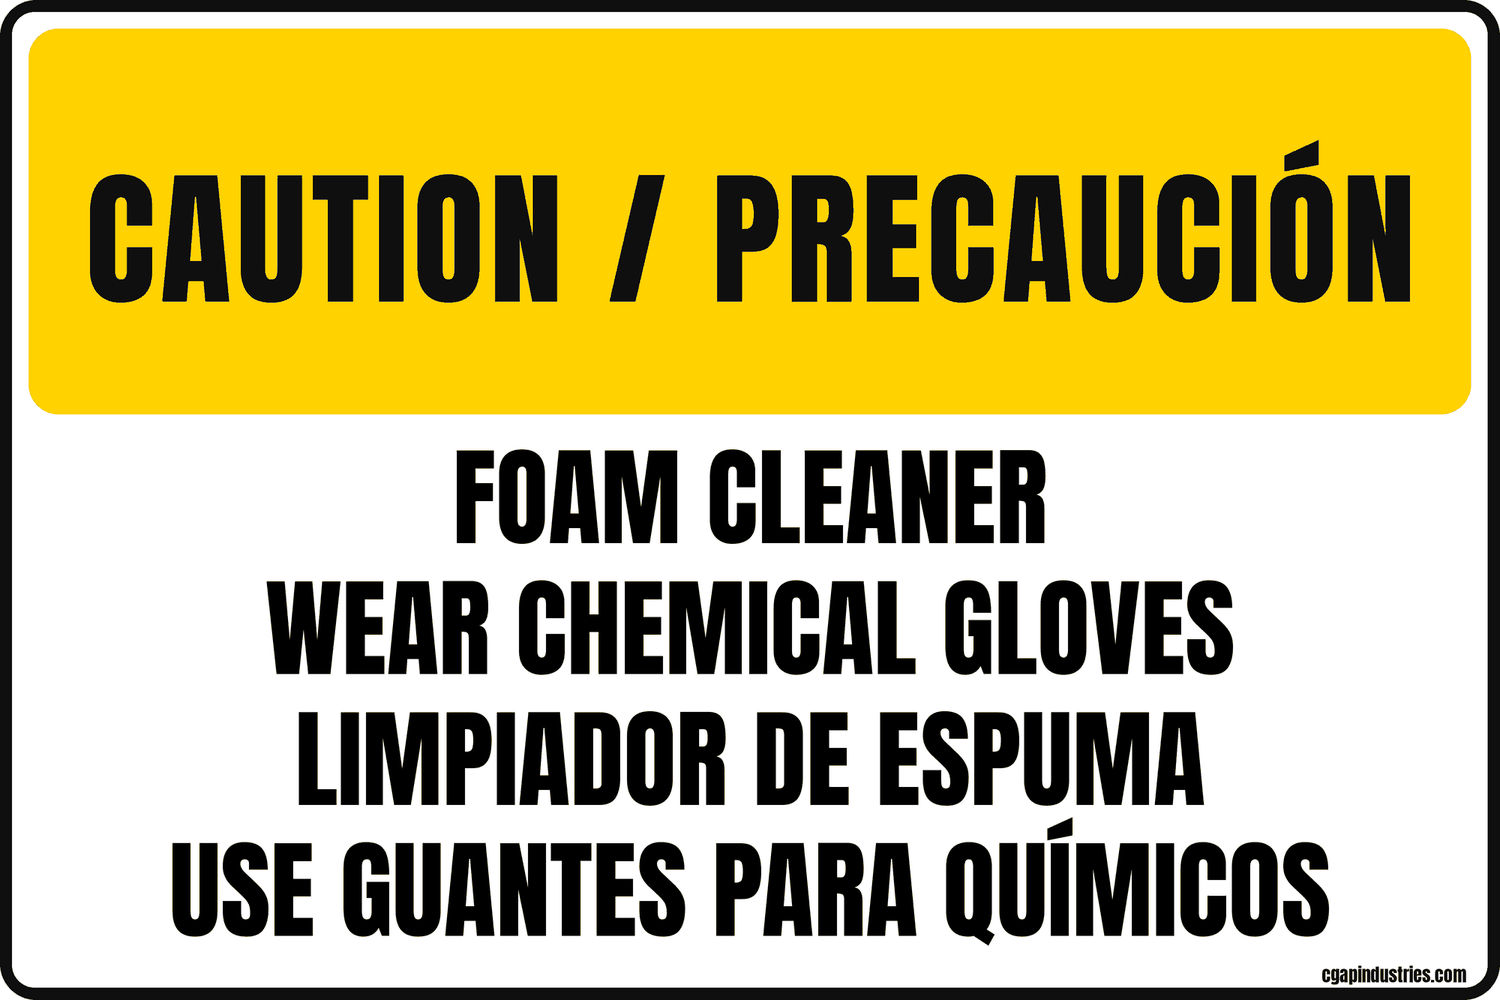 CAUTION / PRECAUCIÓN
FOAM CLEANER
WEAR CHEMICAL GLOVES
LIMPIADOR DE ESPUMA
USE GUANTES PARA QUÍMICOS
cgapindustries.com